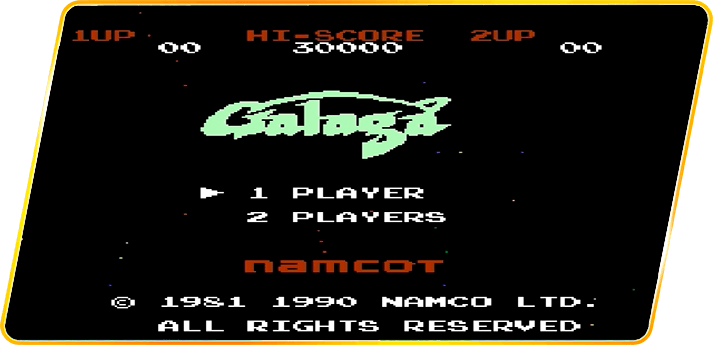 1UP HI-SCORE 2UP
00 30000 00
Galaga
► 1 PLAYER
2 PLAYERS
namcot
© 1981 1990 NAMCO LTD.
ALL RIGHTS RESERVED